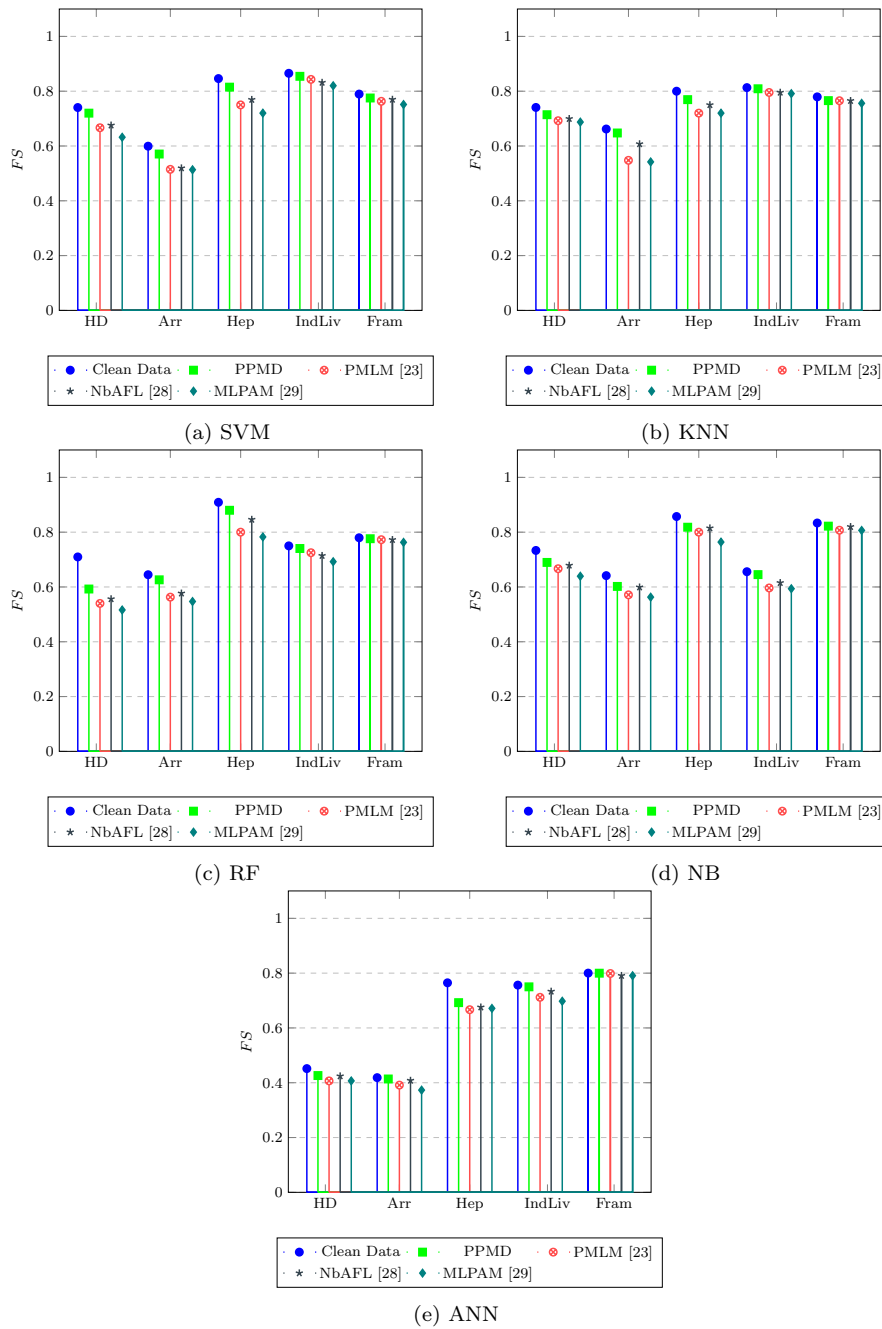 1
0.8
0.6
0.4
0.2
0
FS
HD Arr Hep IndLiv Fram
Clean Data PPMD PMLM [23]
NbAFL [28] MLPAM [29]
(a) SVM
1
0.8
0.6
0.4
0.2
0
FS
HD Arr Hep IndLiv Fram
Clean Data PPMD PMLM [23]
NbAFL [28] MLPAM [29]
(b) KNN
1
0.8
0.6
0.4
0.2
0
FS
HD Arr Hep IndLiv Fram
Clean Data PPMD PMLM [23]
NbAFL [28] MLPAM [29]
(c) RF
1
0.8
0.6
0.4
0.2
0
FS
HD Arr Hep IndLiv Fram
Clean Data PPMD PMLM [23]
NbAFL [28] MLPAM [29]
(d) NB
1
0.8
0.6
0.4
0.2
0
FS
HD Arr Hep IndLiv Fram
Clean Data PPMD PMLM [23]
NbAFL [28] MLPAM [29]
(e) ANN